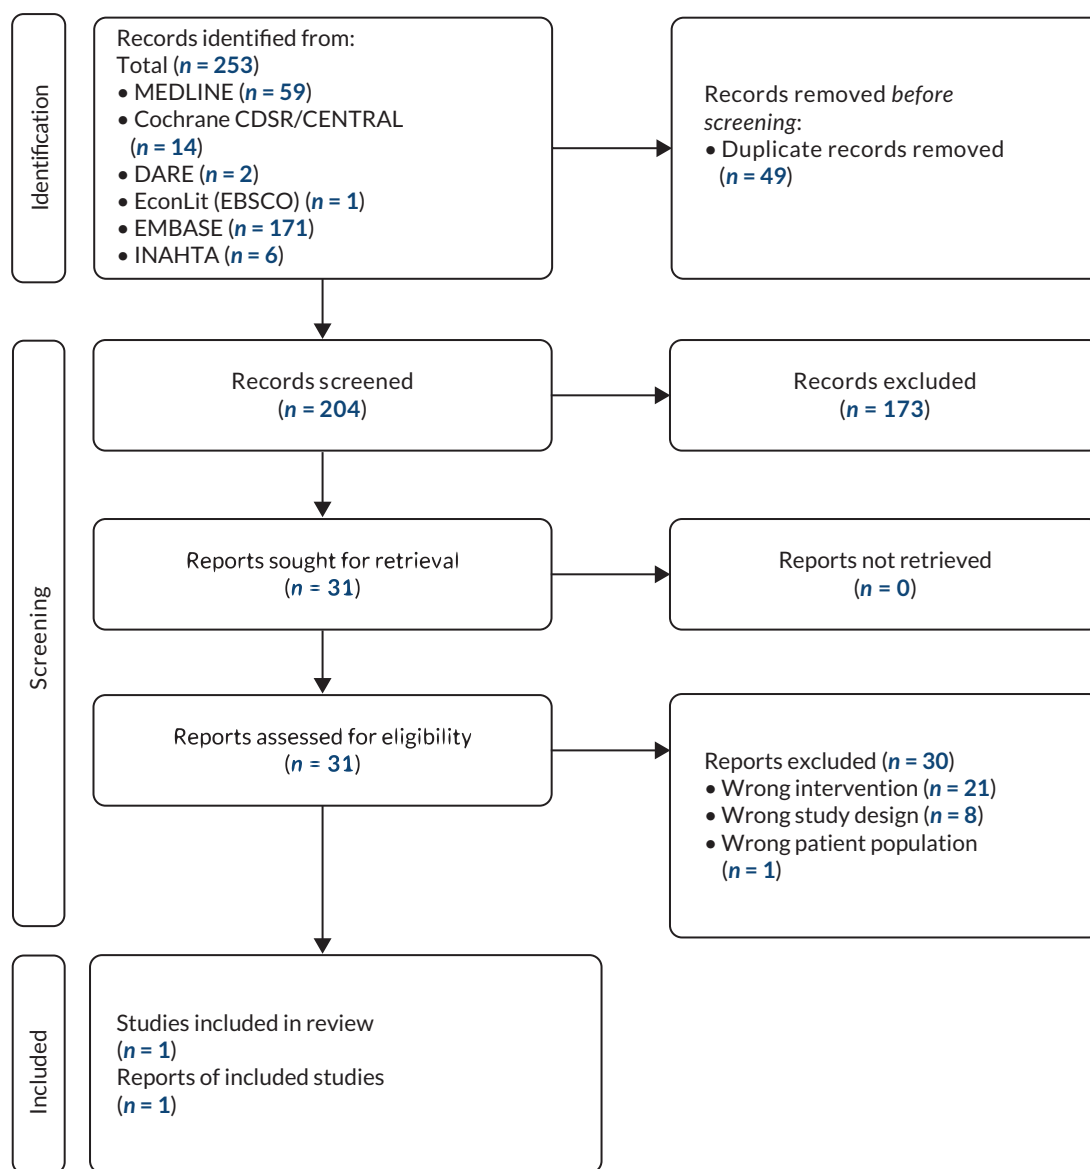 Identification
Records identified from:
Total (n = 253)
• MEDLINE (n = 59)
• Cochrane CDSR/CENTRAL
(n = 14)
• DARE (n = 2)
• EconLit (EBSCO) (n = 1)
• EMBASE (n = 171)
• INAHTA (n = 6)
Records removed before
screening:
• Duplicate records removed
(n = 49)
Screening
Records screened
(n = 204)
Records excluded
(n = 173)
Reports sought for retrieval
(n = 31)
Reports not retrieved
(n = 0)
Reports assessed for eligibility
(n = 31)
Reports excluded (n = 30)
• Wrong intervention (n = 21)
• Wrong study design (n = 8)
• Wrong patient population
(n = 1)
Included
Studies included in review
(n = 1)
Reports of included studies
(n = 1)